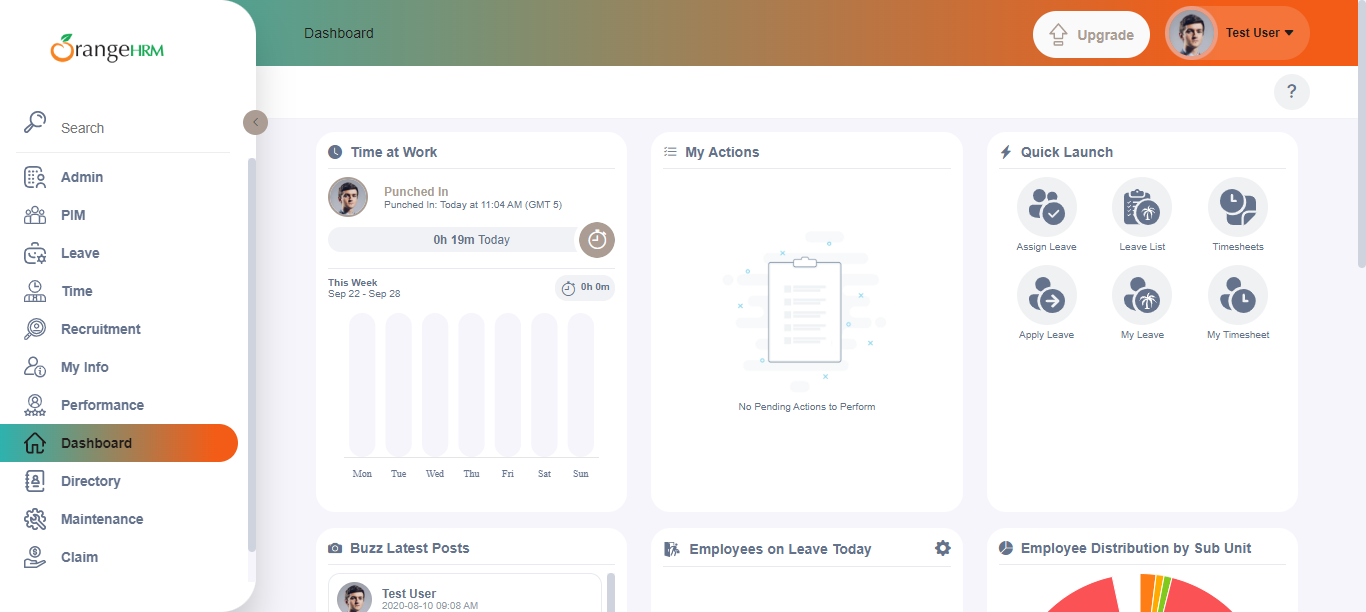 OrangeHRM
Search
Admin
PIM
Leave
Time
Recruitment
My Info
Performance
Dashboard
Directory
Maintenance
Claim
Dashboard
Upgrade
Test User
?
Time at Work
Punched In
Punched In: Today at 11:04 AM (GMT 5)
0h 19m Today
This Week
Sep 22 - Sep 28
0h 0m
Mon Tue Wed Thu Fri Sat Sun
My Actions
No Pending Actions to Perform
Quick Launch
Assign Leave
Leave List
Timesheets
Apply Leave
My Leave
My Timesheet
Buzz Latest Posts
Test User
2020-08-10 09:08 AM
Employees on Leave Today
Employee Distribution by Sub Unit